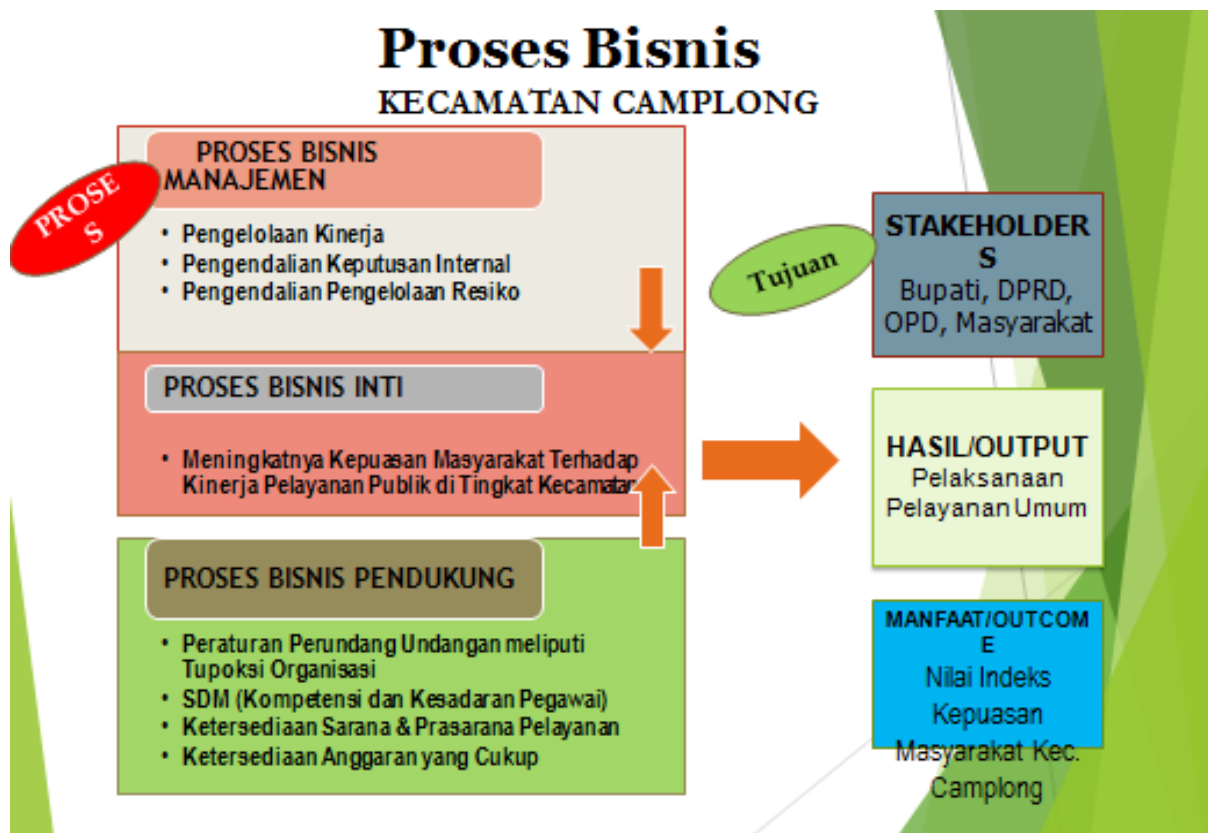 Proses Bisnis
KECAMATAN CAMPLONG
PROSE
S
PROSES BISNIS
MANAJEMEN
• Pengelolaan Kinerja
• Pengendalian Keputusan Internal
• Pengendalian Pengelolaan Resiko
PROSES BISNIS INTI
• Meningkatnya Kepuasan Masyarakat Terhadap
Kinerja Pelayanan Publik di Tingkat Kecamatan
PROSES BISNIS PENDUKUNG
• Peraturan Perundang Undangan meliputi
Tupoksi Organisasi
• SDM (Kompetensi dan Kesadaran Pegawai)
• Ketersediaan Sarana & Prasarana Pelayanan
• Ketersediaan Anggaran yang Cukup
Tujuan
STAKEHOLDER
S
Bupati, DPRD,
OPD, Masyarakat
HASIL/OUTPUT
Pelaksanaan
Pelayanan Umum
MANFAAT/OUTCOM
E
Nilai Indeks
Kepuasan
Masyarakat Kec.
Camplong